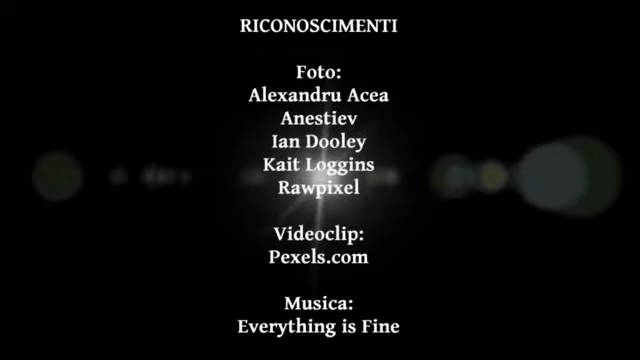 RICONOSCIMENTI
Foto:
Alexandru Acea
Anestiev
Ian Dooley
Kait Loggins
Rawpixel
Videoclip:
Pexels.com
Musica:
Everything is Fine